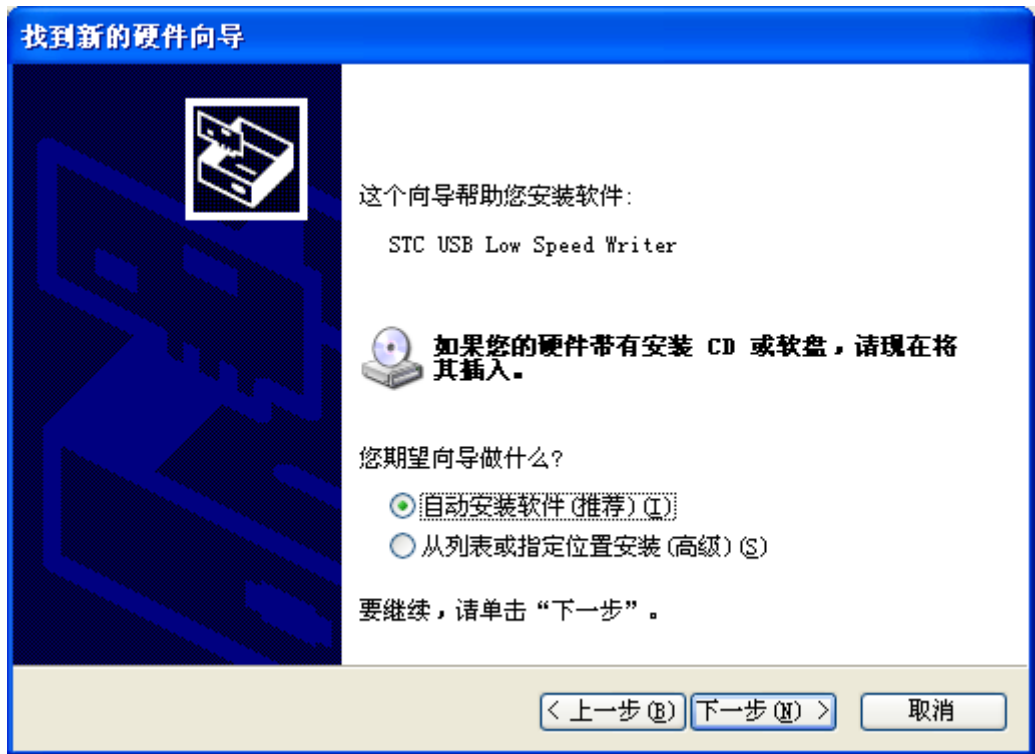 找到新的硬件向导
这个向导帮助您安装软件:
STC USB Low Speed Writer
如果您的硬件带有安装 CD 或软盘，请现在将
其插入。
您期望向导做什么?
自动安装软件(推荐)(I)
从列表或指定位置安装(高级)(S)
要继续，请单击“下一步”。
< 上一步(B) 下一步(N) > 取消